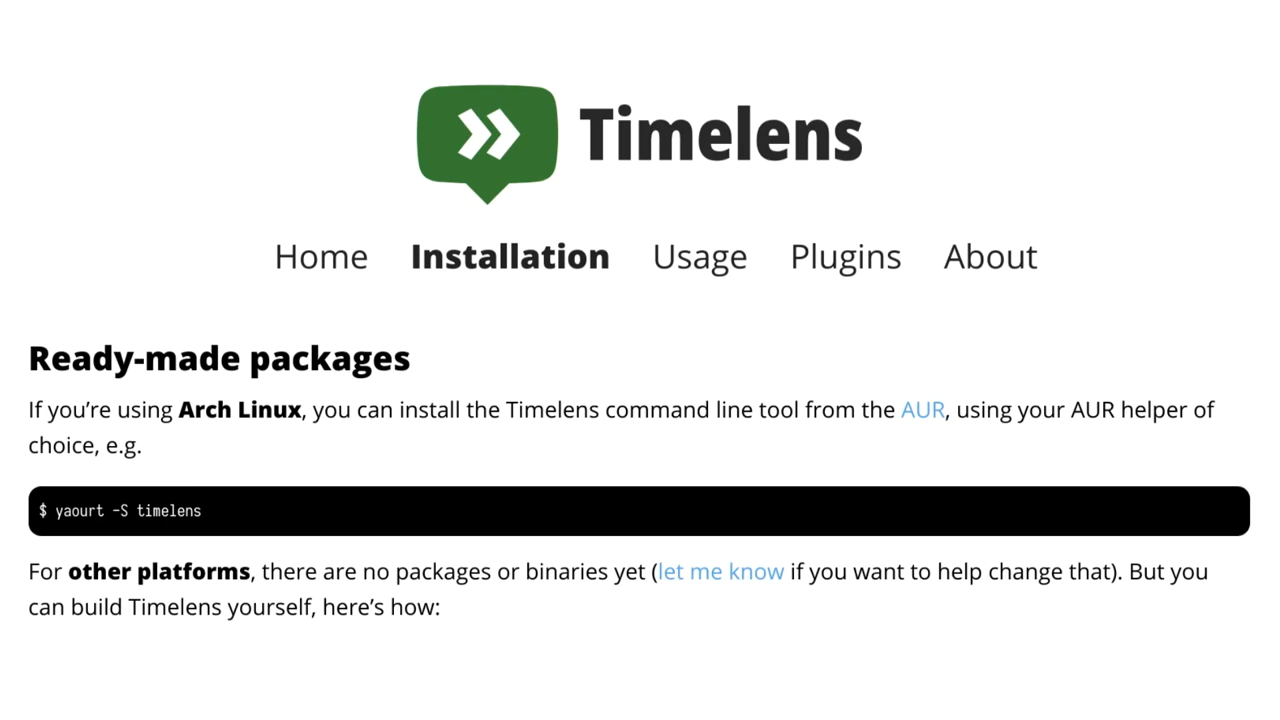 Timelens
Home Installation Usage Plugins About
Ready-made packages
If you’re using Arch Linux, you can install the Timelens command line tool from the AUR, using your AUR helper of
choice, e.g.
$ yaourt -S timelens
For other platforms, there are no packages or binaries yet (let me know if you want to help change that). But you
can build Timelens yourself, here’s how: